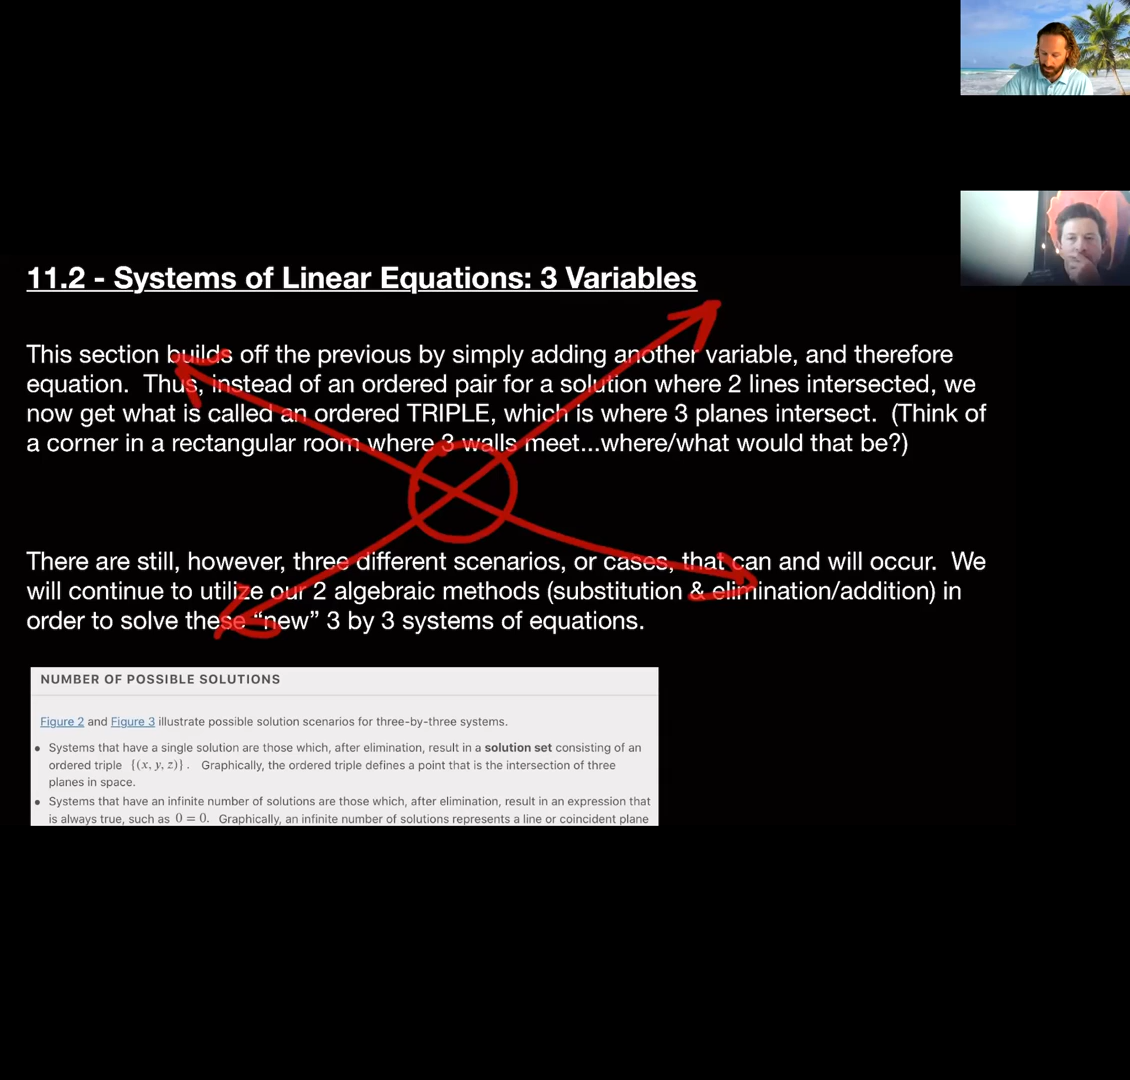 11.2 - Systems of Linear Equations: 3 Variables
This section builds off the previous by simply adding another variable, and therefore
equation.  Thus, instead of an ordered pair for a solution where 2 lines intersected, we
now get what is called an ordered TRIPLE, which is where 3 planes intersect.  (Think of
a corner in a rectangular room where 3 walls meet...where/what would that be?)
There are still, however, three different scenarios, or cases, that can and will occur.  We
will continue to utilize our 2 algebraic methods (substitution & elimination/addition) in
order to solve these “new” 3 by 3 systems of equations.
NUMBER OF POSSIBLE SOLUTIONS
Figure 2 and Figure 3 illustrate possible solution scenarios for three-by-three systems.
• Systems that have a single solution are those which, after elimination, result in a solution set consisting of an
ordered triple {(x, y, z)}. Graphically, the ordered triple defines a point that is the intersection of three
planes in space.
• Systems that have an infinite number of solutions are those which, after elimination, result in an expression that
is always true, such as 0 = 0. Graphically, an infinite number of solutions represents a line or coincident plane